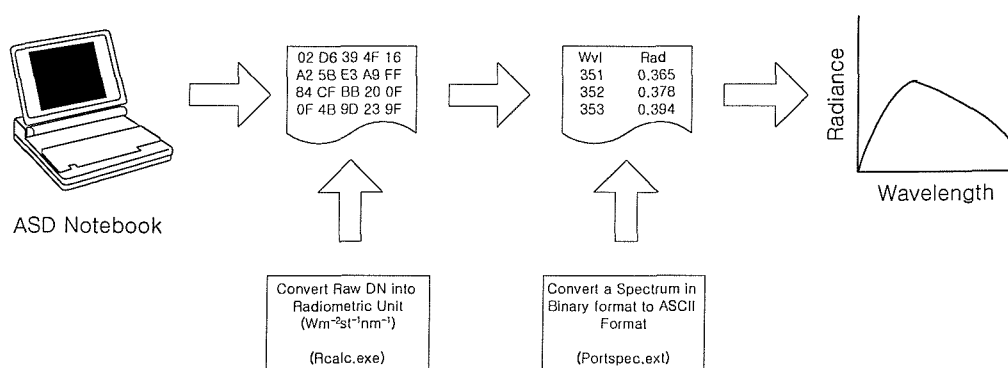 ASD Notebook
02 D6 39 4F 16
A2 5B E3 A9 FF
84 CF BB 20 0F
0F 4B 9D 23 9F
Wvl Rad
351 0.365
352 0.378
353 0.394
Radiance
Wavelength
Convert Raw DN into
Radiometric Unit
(Wm⁻²st⁻¹nm⁻¹)
(Rcalc.exe)
Convert a Spectrum in
Binary format to ASCII
Format
(Portspec.ext)